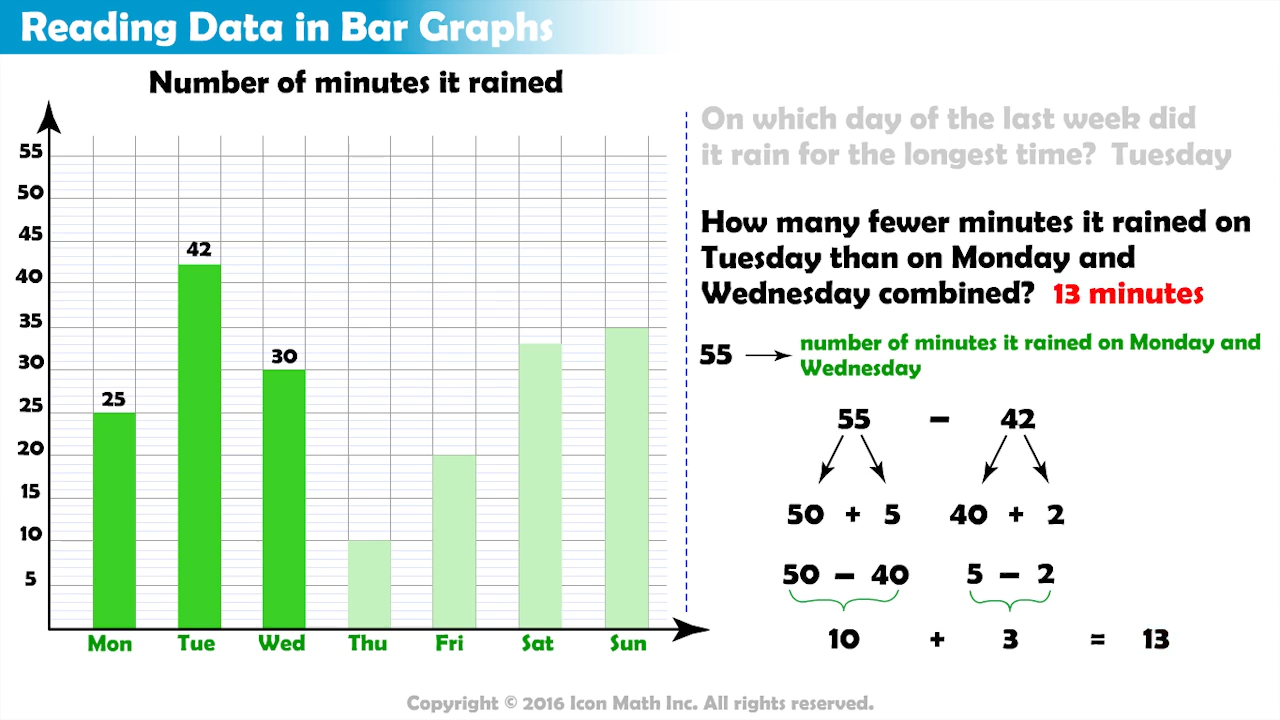 Reading Data in Bar Graphs
Number of minutes it rained
55
50
45
40
35
30
25
20
15
10
5
25
42
30
Mon Tue Wed Thu Fri Sat Sun
On which day of the last week did
it rain for the longest time? Tuesday
How many fewer minutes it rained on
Tuesday than on Monday and
Wednesday combined? 13 minutes
55 number of minutes it rained on Monday and
Wednesday
55 − 42
50 + 5 40 + 2
50 − 40 5 − 2
10 + 3 = 13
Copyright © 2016 Icon Math Inc. All rights reserved.